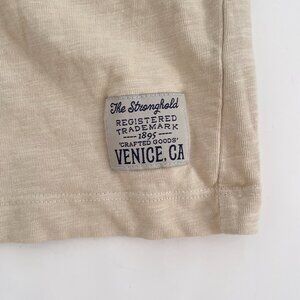 The Stronghold
REGISTERED
TRADEMARK
1895
'CRAFTED GOODS'
VENICE, CA